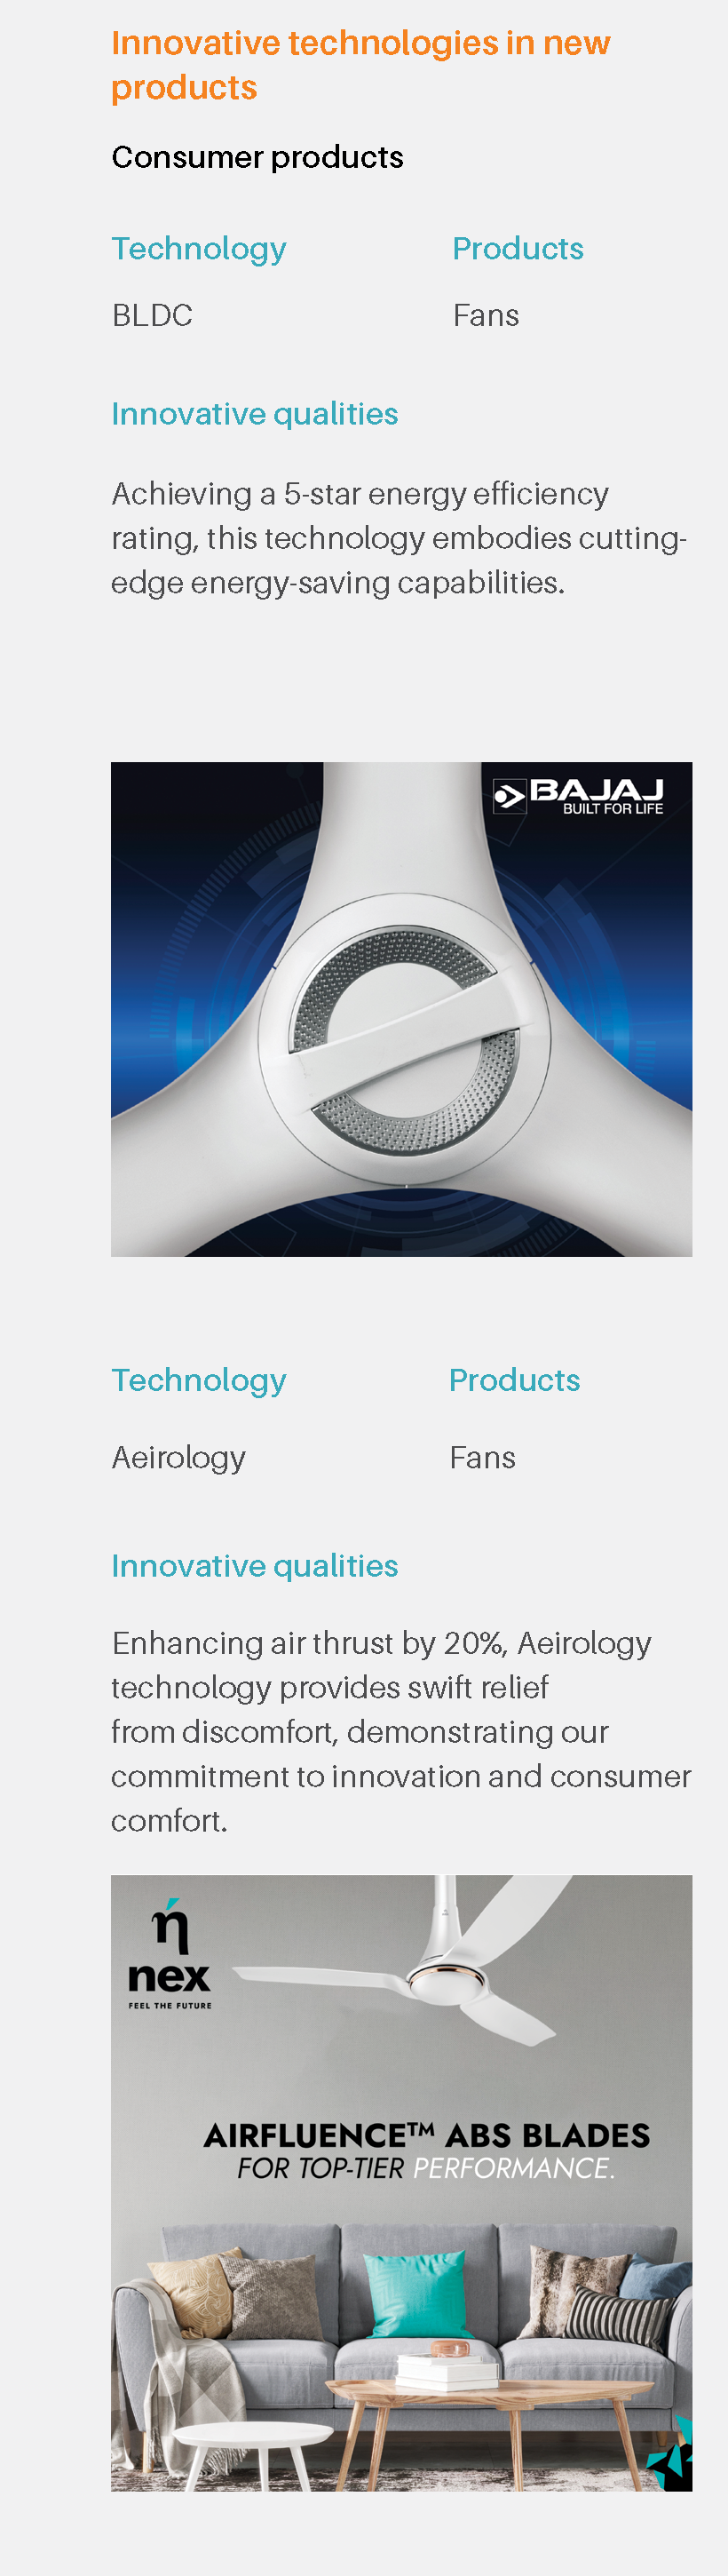 Innovative technologies in new
products
Consumer products
Technology
Products
BLDC
Fans
Innovative qualities
Achieving a 5-star energy efficiency
rating, this technology embodies cutting-
edge energy-saving capabilities.
BAJAJ
BUILT FOR LIFE
Technology
Products
Aeirology
Fans
Innovative qualities
Enhancing air thrust by 20%, Aeirology
technology provides swift relief
from discomfort, demonstrating our
commitment to innovation and consumer
comfort.
ή
nex
FEEL THE FUTURE
AIRFLUENCE™ ABS BLADES
FOR TOP-TIER PERFORMANCE.